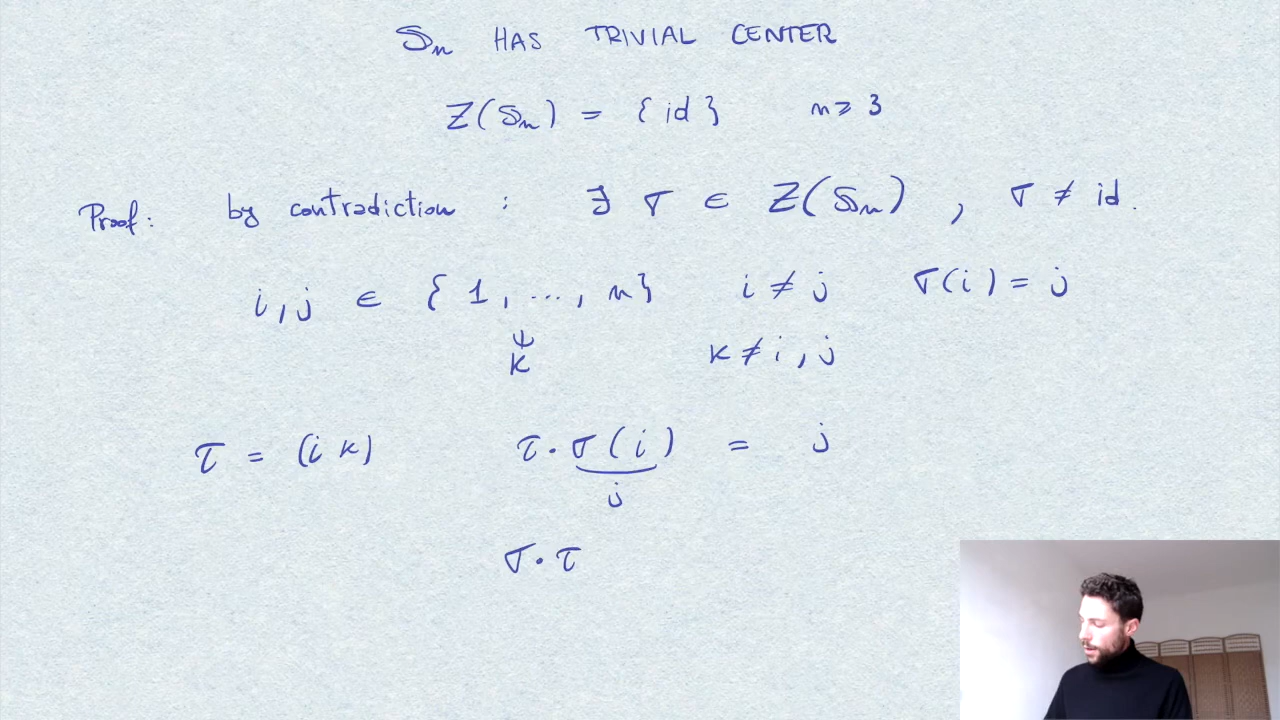 𝕊n HAS TRIVIAL CENTER
Z(𝕊n) = {id} n ⩾ 3
Proof: by contradiction : ∃ σ ∈ Z(𝕊n) , σ ≠ id.
i, j ∈ {1, ..., n} i ≠ j σ(i) = j
ψ
k k ≠ i, j
τ = (i k) τ · σ(i) = j
j
σ · τ